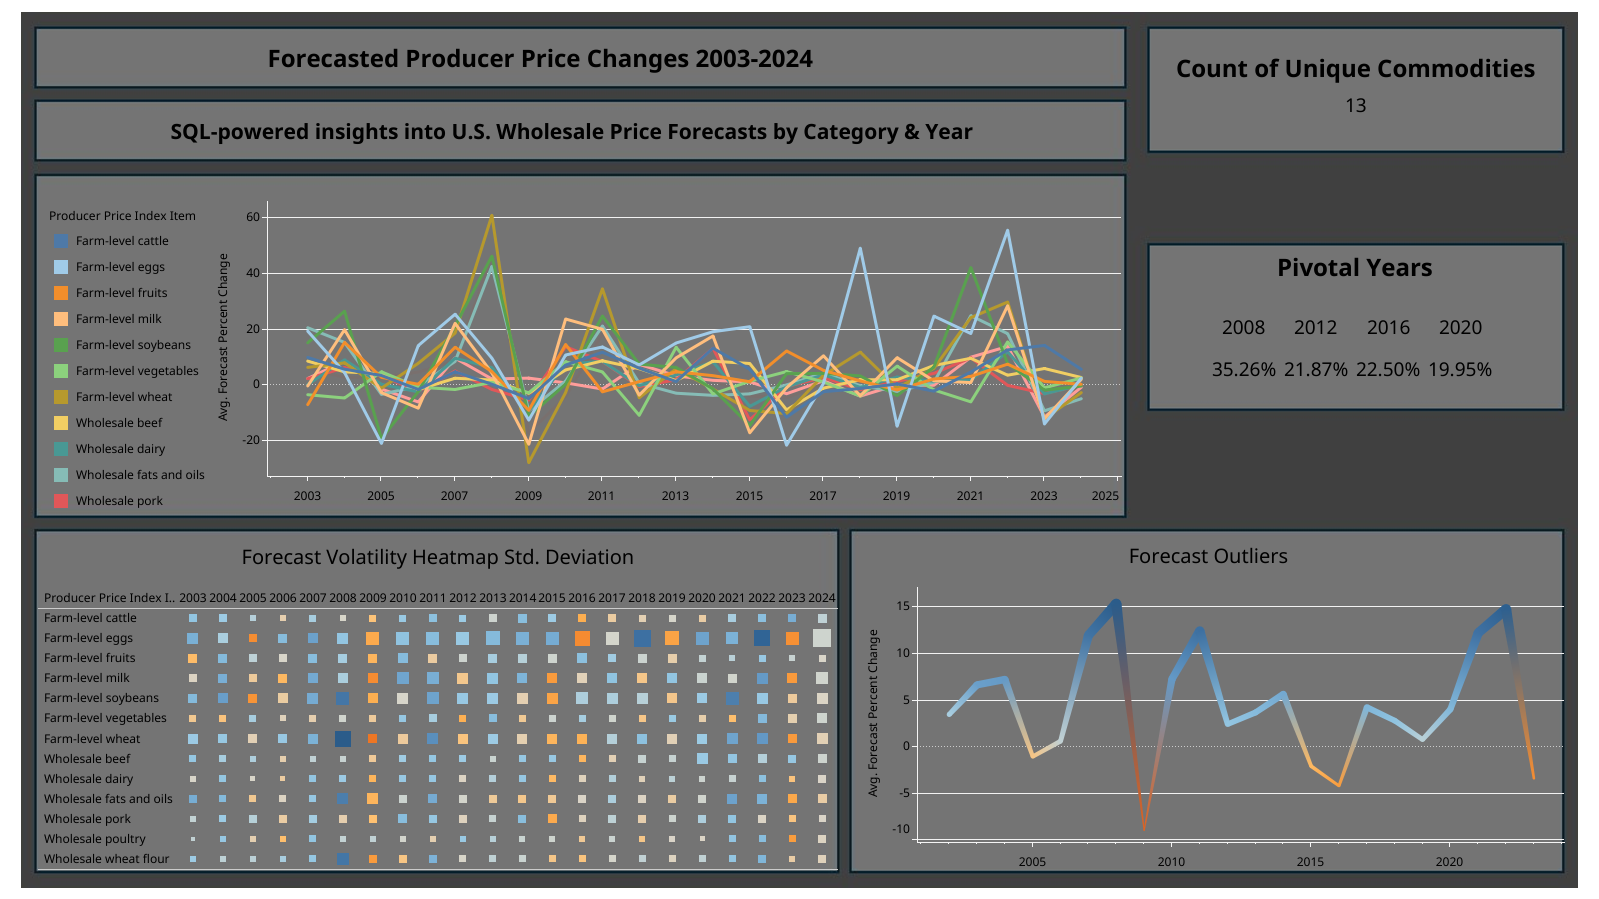 Forecasted Producer Price Changes 2003-2024
Count of Unique Commodities
13
SQL-powered insights into U.S. Wholesale Price Forecasts by Category & Year
Pivotal Years
2008 2012 2016 2020
35.26% 21.87% 22.50% 19.95%
Producer Price Index Item
Farm-level cattle
Farm-level eggs
Farm-level fruits
Farm-level milk
Farm-level soybeans
Farm-level vegetables
Farm-level wheat
Wholesale beef
Wholesale dairy
Wholesale fats and oils
Wholesale pork
Avg. Forecast Percent Change
60
40
20
0
-20
2003 2005 2007 2009 2011 2013 2015 2017 2019 2021 2023 2025
Forecast Volatility Heatmap Std. Deviation
Producer Price Index I.. 2003 2004 2005 2006 2007 2008 2009 2010 2011 2012 2013 2014 2015 2016 2017 2018 2019 2020 2021 2022 2023 2024
Farm-level cattle
Farm-level eggs
Farm-level fruits
Farm-level milk
Farm-level soybeans
Farm-level vegetables
Farm-level wheat
Wholesale beef
Wholesale dairy
Wholesale fats and oils
Wholesale pork
Wholesale poultry
Wholesale wheat flour
Forecast Outliers
Avg. Forecast Percent Change
15
10
5
0
-5
-10
2005 2010 2015 2020